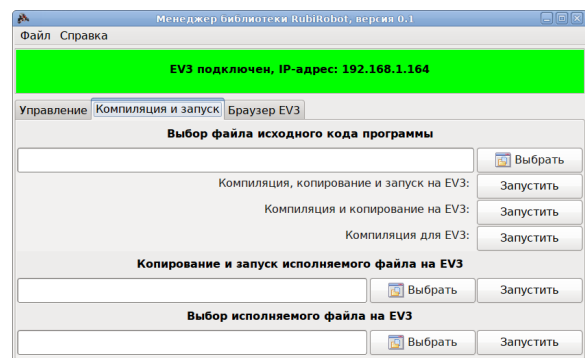 Менеджер библиотеки RubiRobot, версия 0.1
Файл Справка
EV3 подключен, IP-адрес: 192.168.1.164
Управление Компиляция и запуск Браузер EV3
Выбор файла исходного кода программы
Выбрать
Компиляция, копирование и запуск на EV3: Запустить
Компиляция и копирование на EV3: Запустить
Компиляция для EV3: Запустить
Копирование и запуск исполняемого файла на EV3
Выбрать Запустить
Выбор исполняемого файла на EV3
Выбрать Запустить